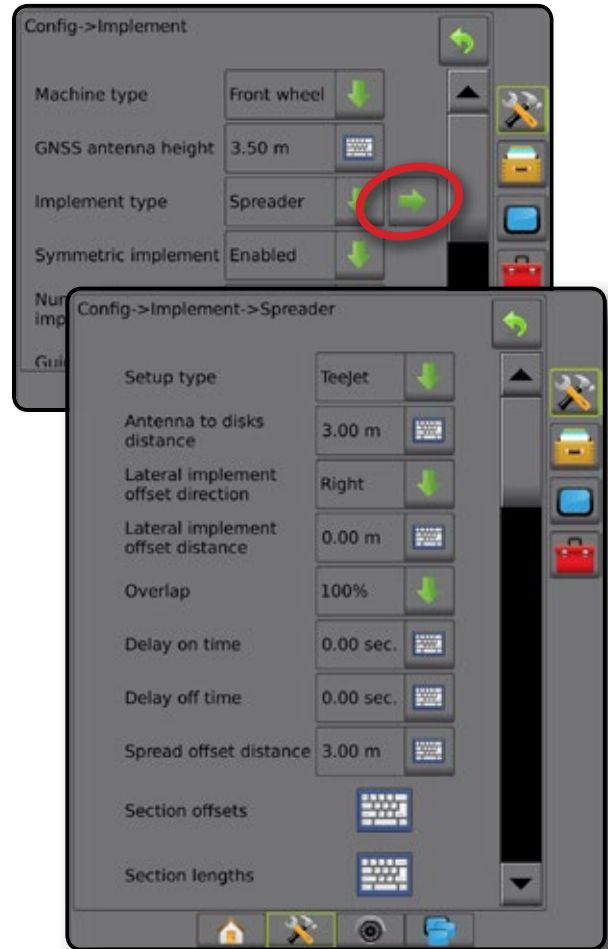 Config->Implement
Machine type Front wheel
GNSS antenna height 3.50 m
Implement type Spreader
Symmetric implement Enabled
Config->Implement->Spreader
Setup type TeeJet
Antenna to disks
distance 3.00 m
Lateral implement
offset direction Right
Lateral implement
offset distance 0.00 m
Overlap 100%
Delay on time 0.00 sec.
Delay off time 0.00 sec.
Spread offset distance 3.00 m
Section offsets
Section lengths